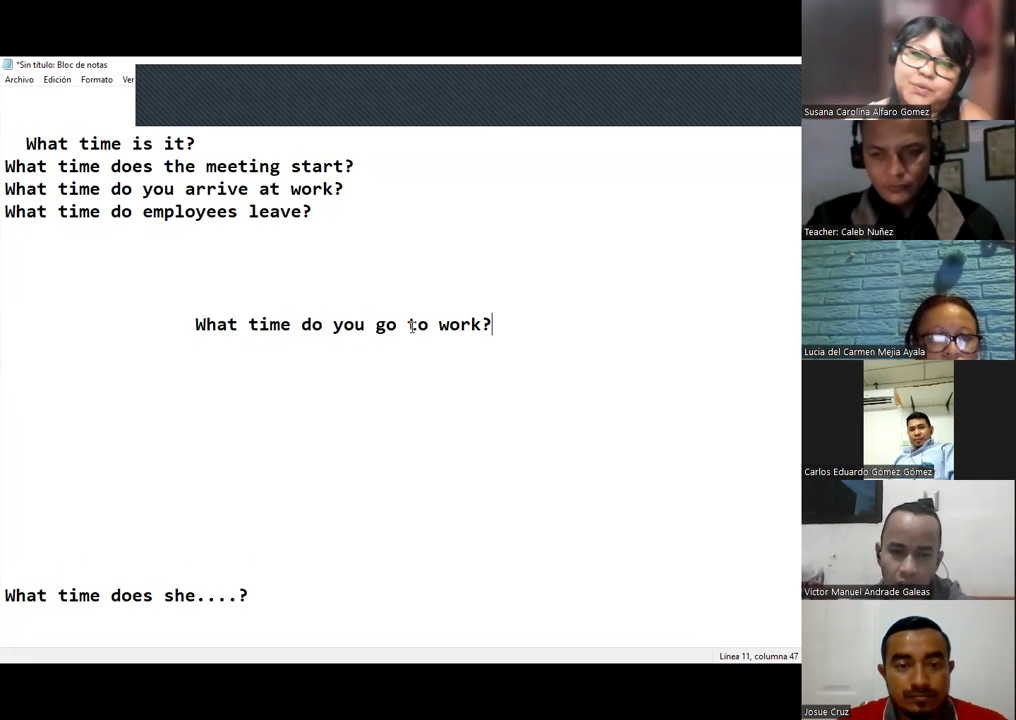 *Sin título: Bloc de notas
Archivo Edición Formato Ver
What time is it?
What time does the meeting start?
What time do you arrive at work?
What time do employees leave?
What time do you go to work?
What time does she....?
Línea 11, columna 47
Susana Carolina Alfaro Gomez
Teacher: Caleb Nuñez
Lucia del Carmen Mejia Ayala
Carlos Eduardo Gómez Gómez
Victor Manuel Andrade Galeas
Josue Cruz